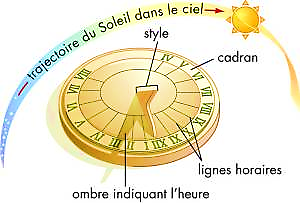 trajectoire du Soleil dans le ciel
style
cadran
lignes horaires
ombre indiquant l'heure